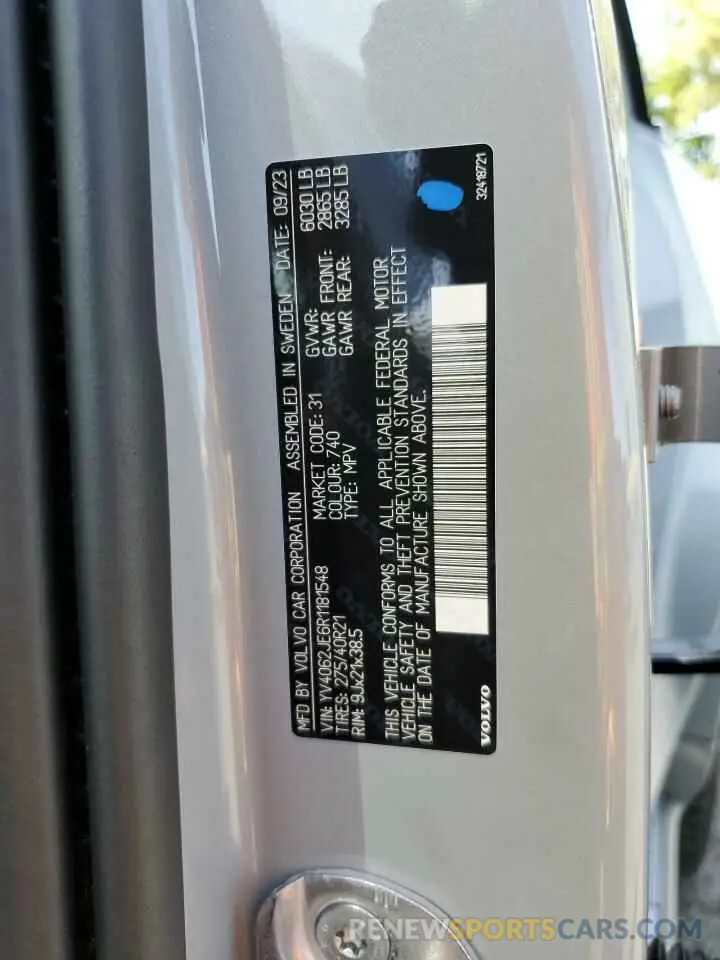 MFD BY VOLVO CAR CORPORATION ASSEMBLED IN SWEDEN DATE: 09/23
VIN: YV4062JE6R1181548 MARKET CODE: 31 GVWR: 6030 LB
TIRES: 275/40R21 COLOUR: 740 GAWR FRONT: 2865 LB
RIM: 9Jx21x38.5 TYPE: MPV GAWR REAR: 3285 LB
THIS VEHICLE CONFORMS TO ALL APPLICABLE FEDERAL MOTOR
VEHICLE SAFETY AND THEFT PREVENTION STANDARDS IN EFFECT
ON THE DATE OF MANUFACTURE SHOWN ABOVE.
VOLVO 32418721
RENEWSPORTSCARS.COM